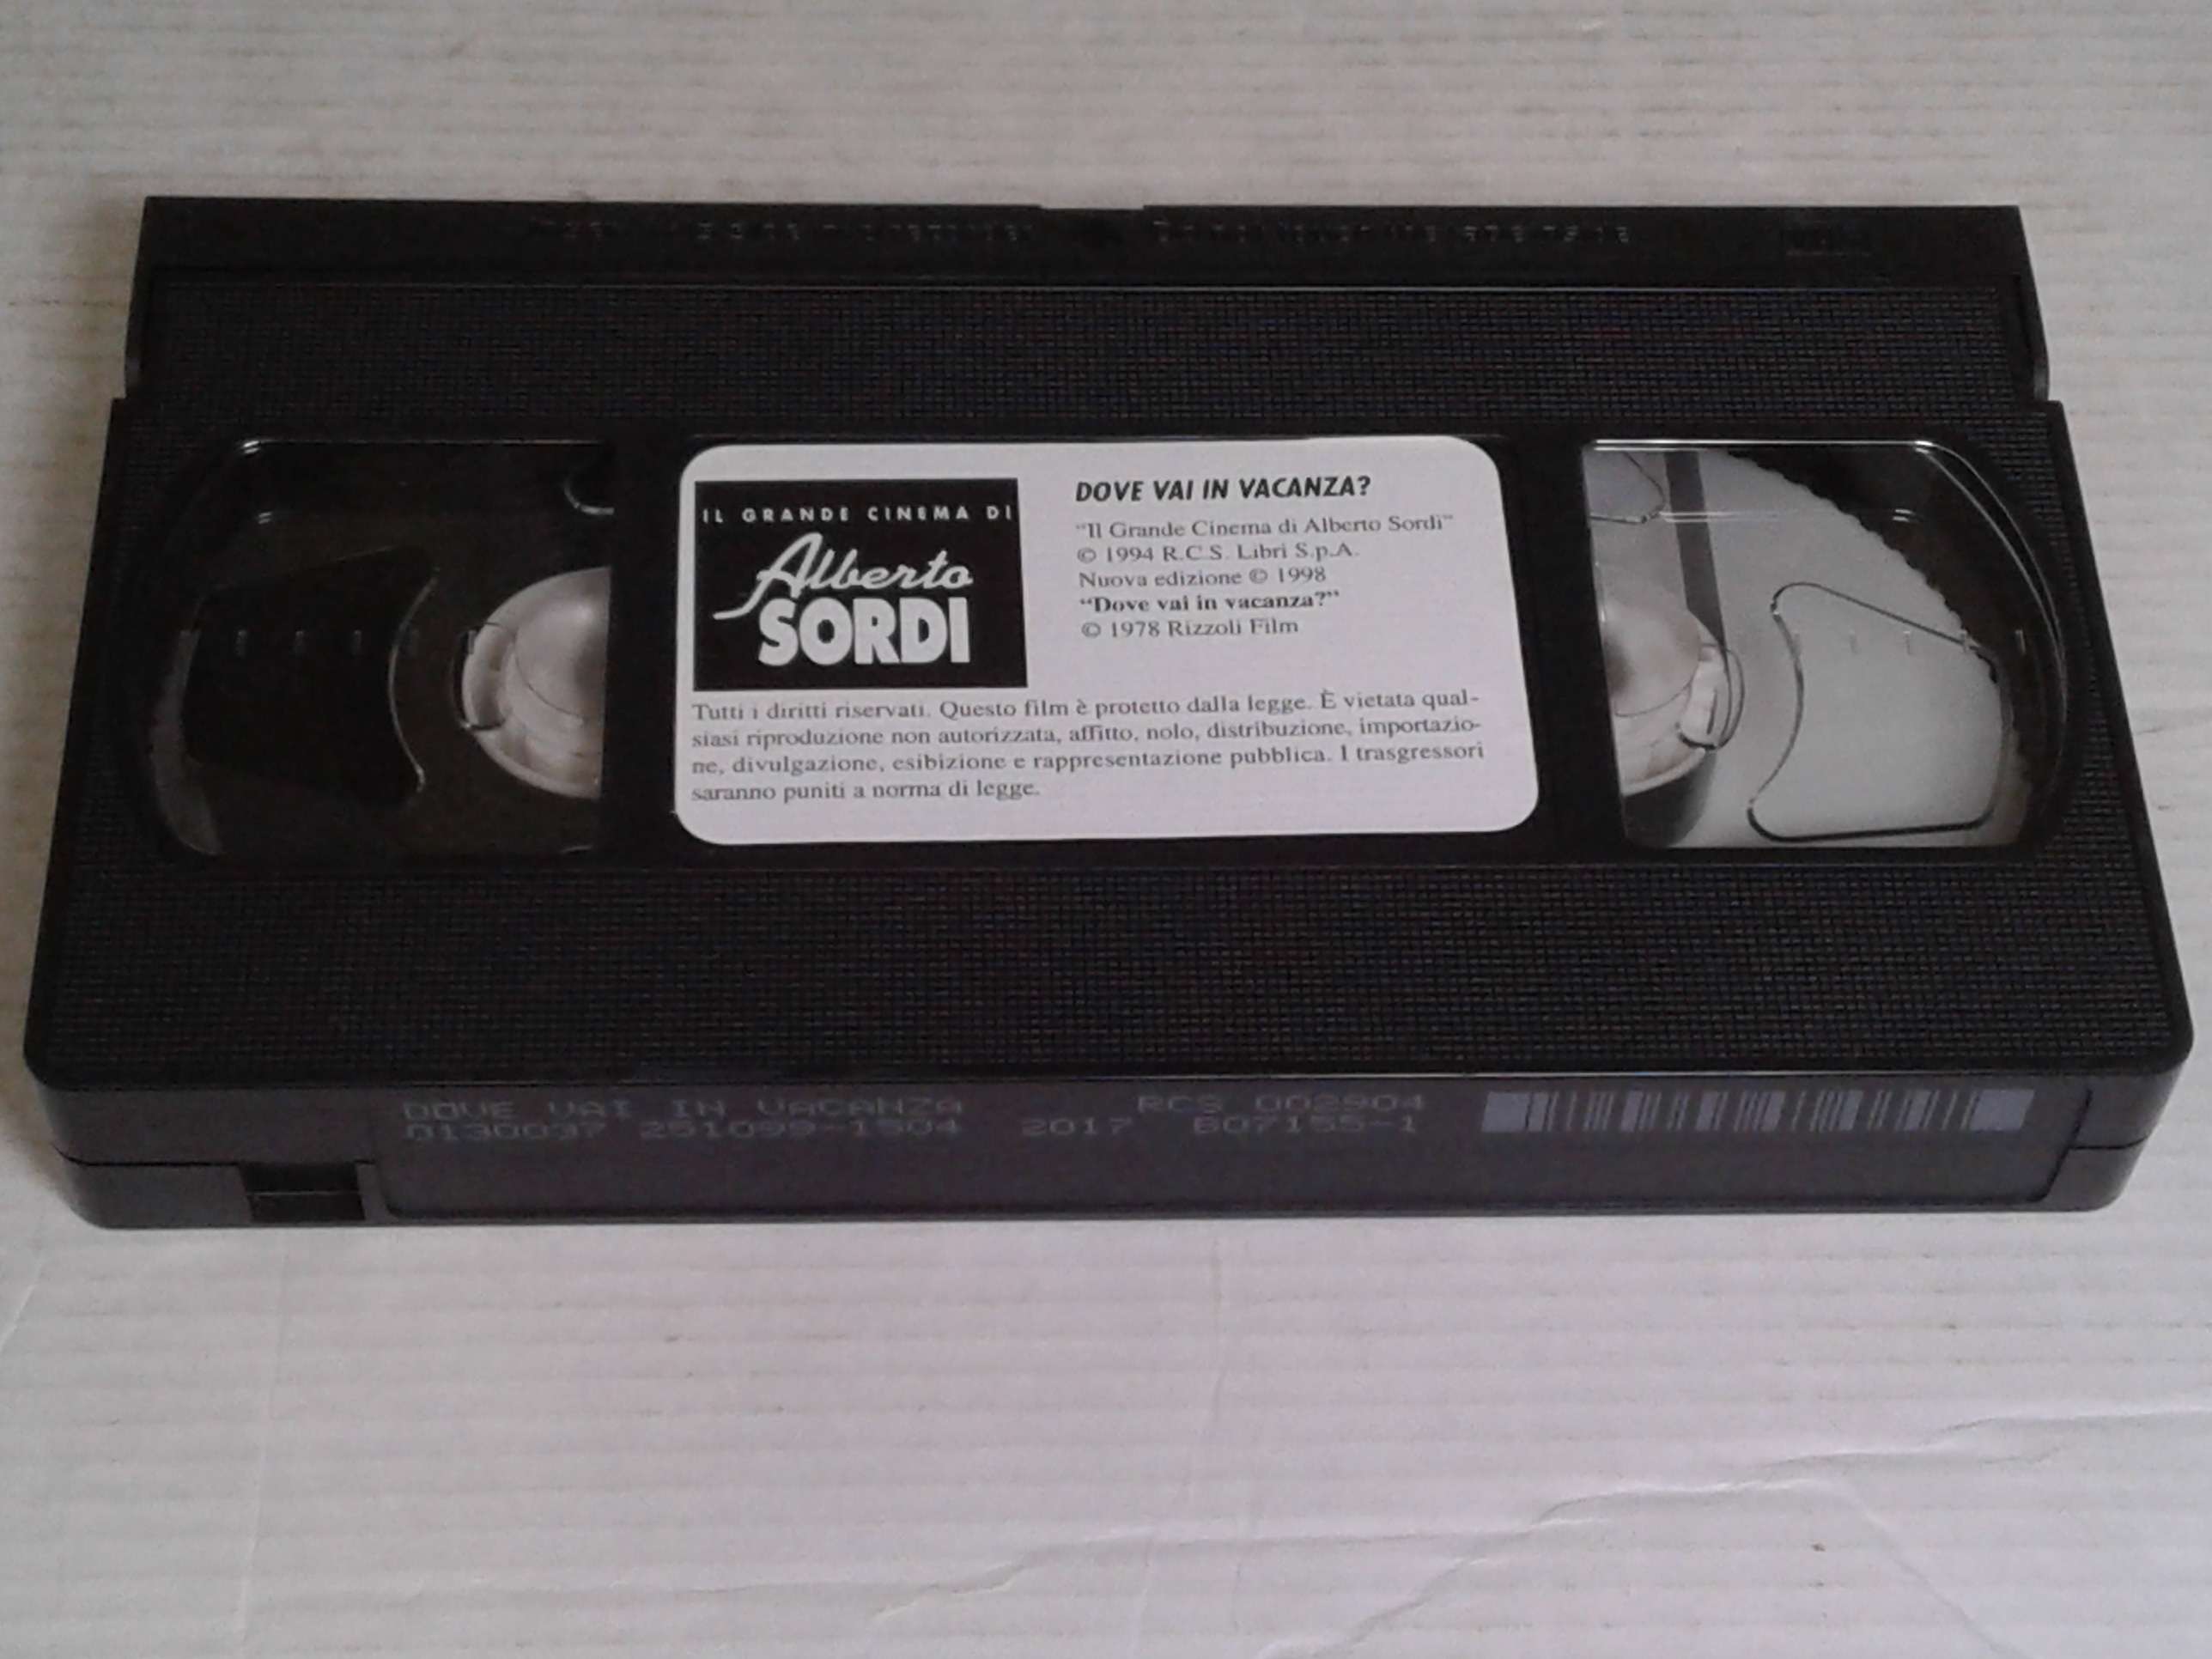 IL GRANDE CINEMA DI
Alberto
SORDI
DOVE VAI IN VACANZA?
"Il Grande Cinema di Alberto Sordi"
© 1994 R.C.S. Libri S.p.A.
Nuova edizione © 1998
"Dove vai in vacanza?"
© 1978 Rizzoli Film
Tutti i diritti riservati. Questo film è protetto dalla legge. È vietata qual-
siasi riproduzione non autorizzata, affitto, nolo, distribuzione, importazio-
ne, divulgazione, esibizione e rappresentazione pubblica. I trasgressori
saranno puniti a norma di legge.
DOVE VAI IN VACANZA RCS 002904
0130037 251099-1504 2017 607155-1